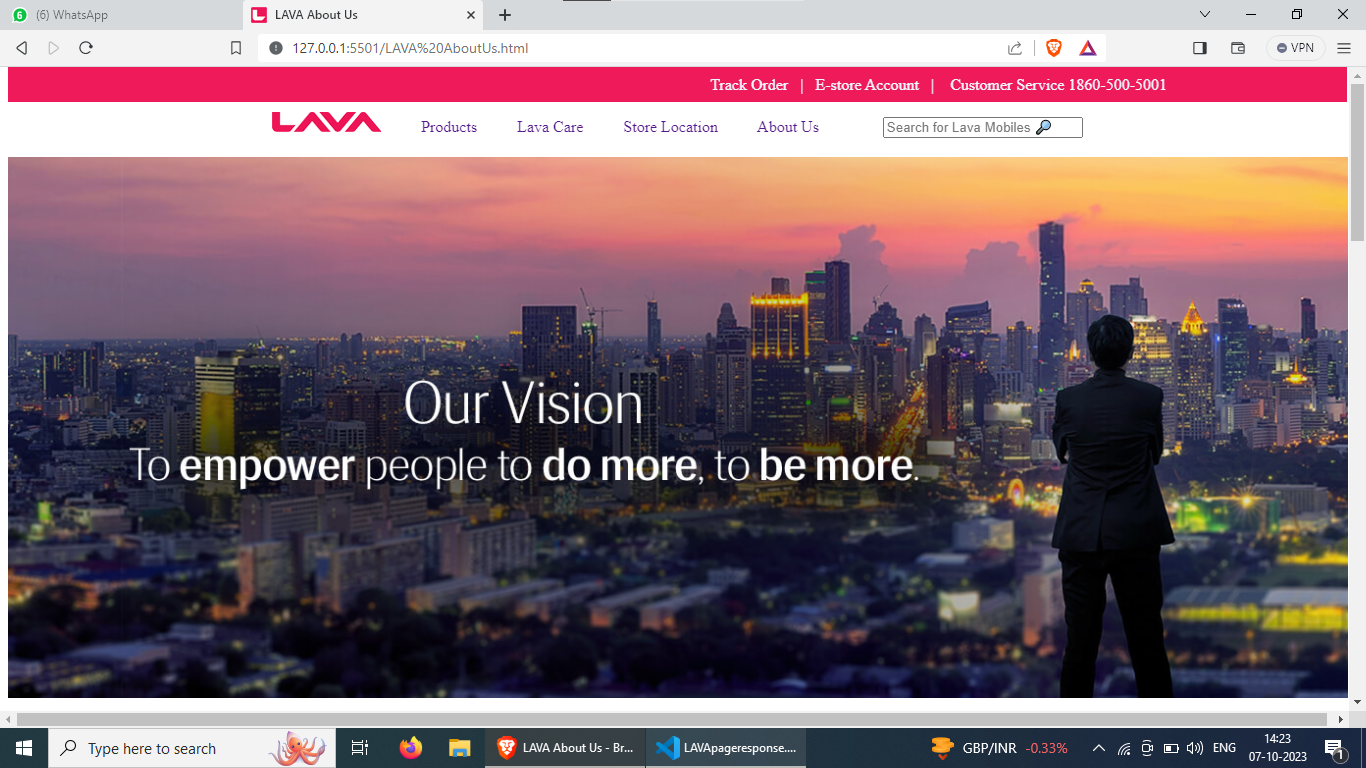 (6) WhatsApp
LAVA About Us
127.0.0.1:5501/LAVA%20AboutUs.html
VPN
Track Order | E-store Account | Customer Service 1860-500-5001
LAVA Products Lava Care Store Location About Us Search for Lava Mobiles
Our Vision
To empower people to do more, to be more.
Type here to search
LAVA About Us - Br...
LAVApageresponse....
GBP/INR -0.33%
ENG
14:23
07-10-2023
1